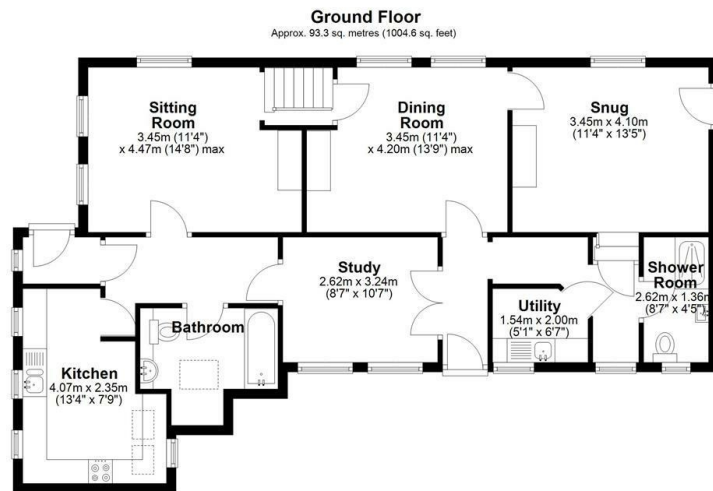 Ground Floor
Approx. 93.3 sq. metres (1004.6 sq. feet)
Sitting
Room
3.45m (11'4")
x 4.47m (14'8") max
Dining
Room
3.45m (11'4")
x 4.20m (13'9") max
Snug
3.45m x 4.10m
(11'4" x 13'5")
Study
2.62m x 3.24m
(8'7" x 10'7")
Shower
Room
2.62m x 1.36m
(8'7" x 4'5")
Utility
1.54m x 2.00m
(5'1" x 6'7")
Bathroom
Kitchen
4.07m x 2.35m
(13'4" x 7'9")